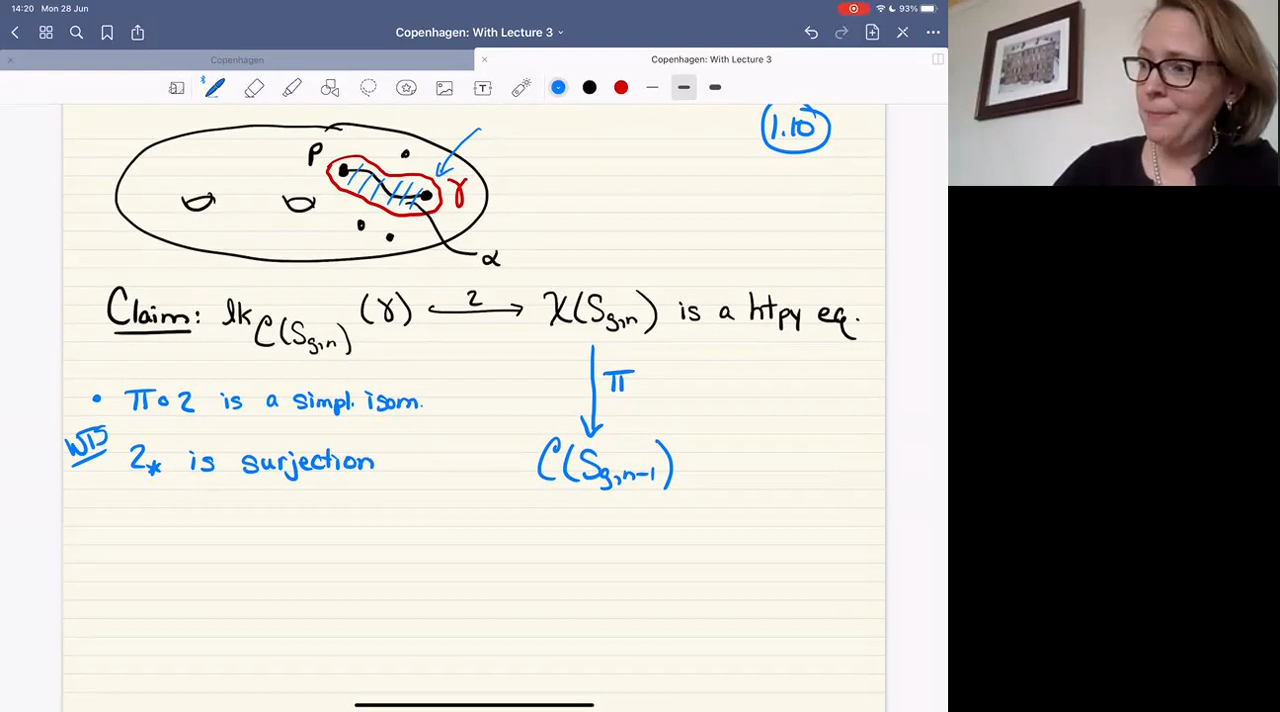 14:20 Mon 28 Jun
93%
Copenhagen: With Lecture 3
Copenhagen
Copenhagen: With Lecture 3
1.10
P
γ
α
Claim: lk_{C(S_{g,n})} (γ) ⟶^{2} X(S_{g,n}) is a htpy eq.
π
• π∘2 is a simpl. isom.
WTS
2_* is surjection
C(S_{g,n-1})